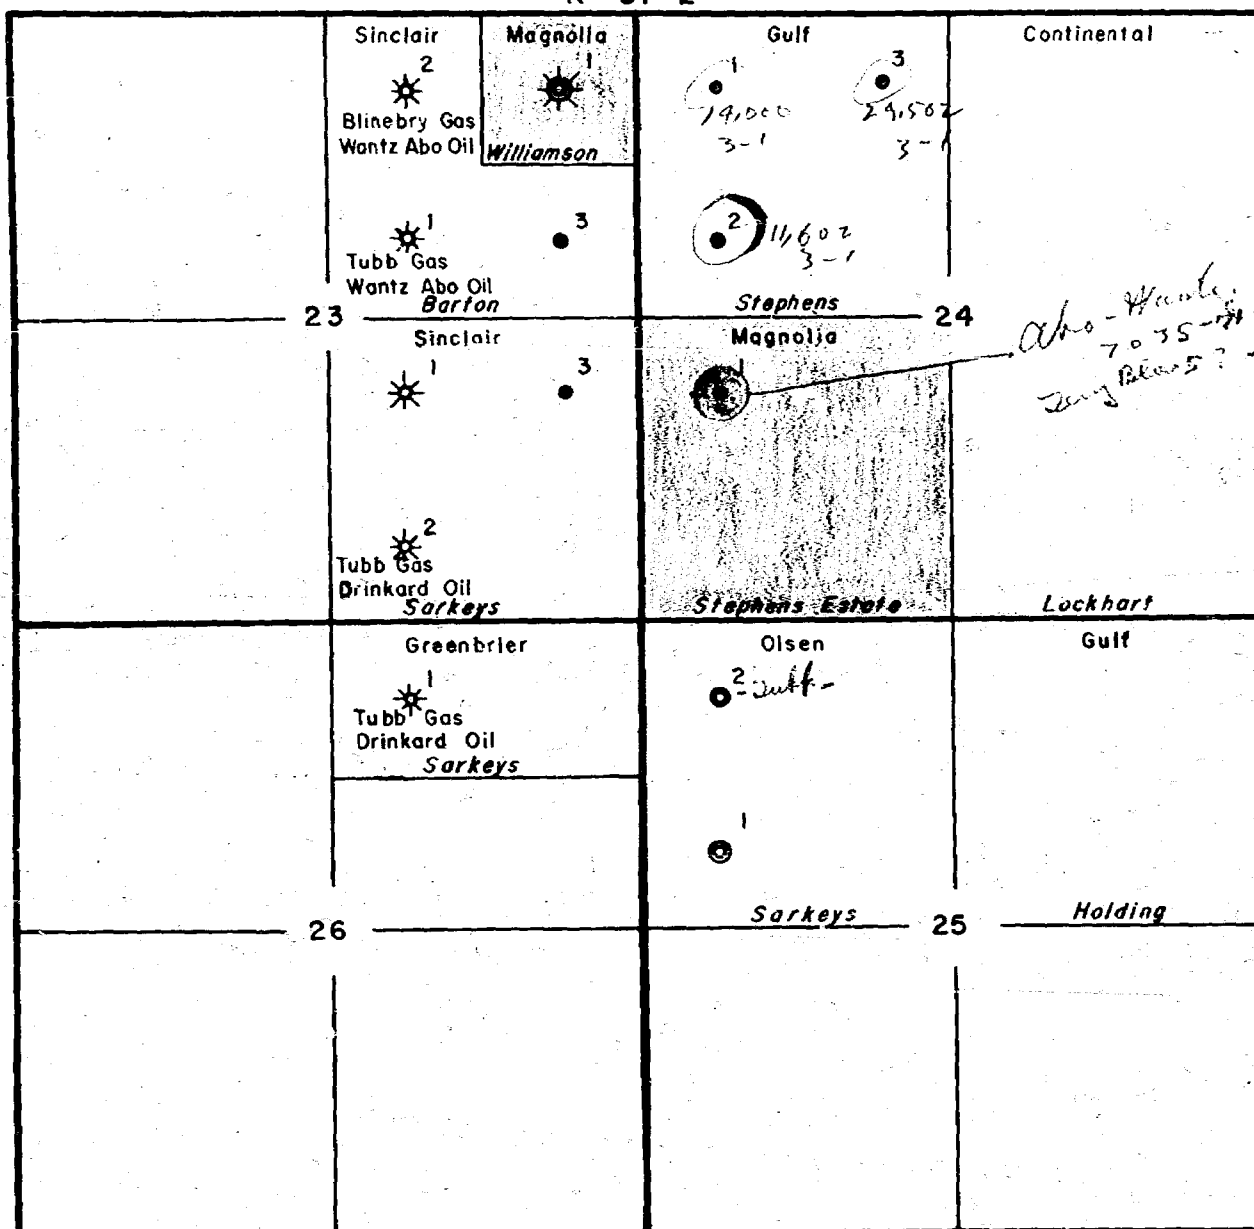 Sinclair
2
Blinebry Gas
Wantz Abo Oil
Magnolia
1
Williamson
Gulf
1
14,000
3-1
3
29,502
3-1
Continental
1
Tubb Gas
Wantz Abo Oil
Barton
3
2
11,602
3-1
Stephens
23
24
Sinclair
1
3
Magnolia
1
Abo-
7035
2
Tubb Gas
Drinkard Oil
Sarkeys
Stephens Estate
Lockhart
Greenbrier
1
Tubb Gas
Drinkard Oil
Sarkeys
Olsen
2
Gulf
1
Sarkeys
Holding
26
25